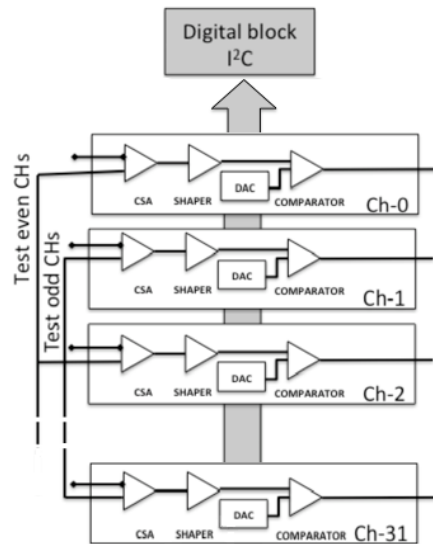 Digital block
I²C
Test even CHs
Test odd CHs
DAC
CSA SHAPER COMPARATOR
Ch-0
DAC
CSA SHAPER COMPARATOR
Ch-1
DAC
CSA SHAPER COMPARATOR
Ch-2
DAC
CSA SHAPER COMPARATOR
Ch-31